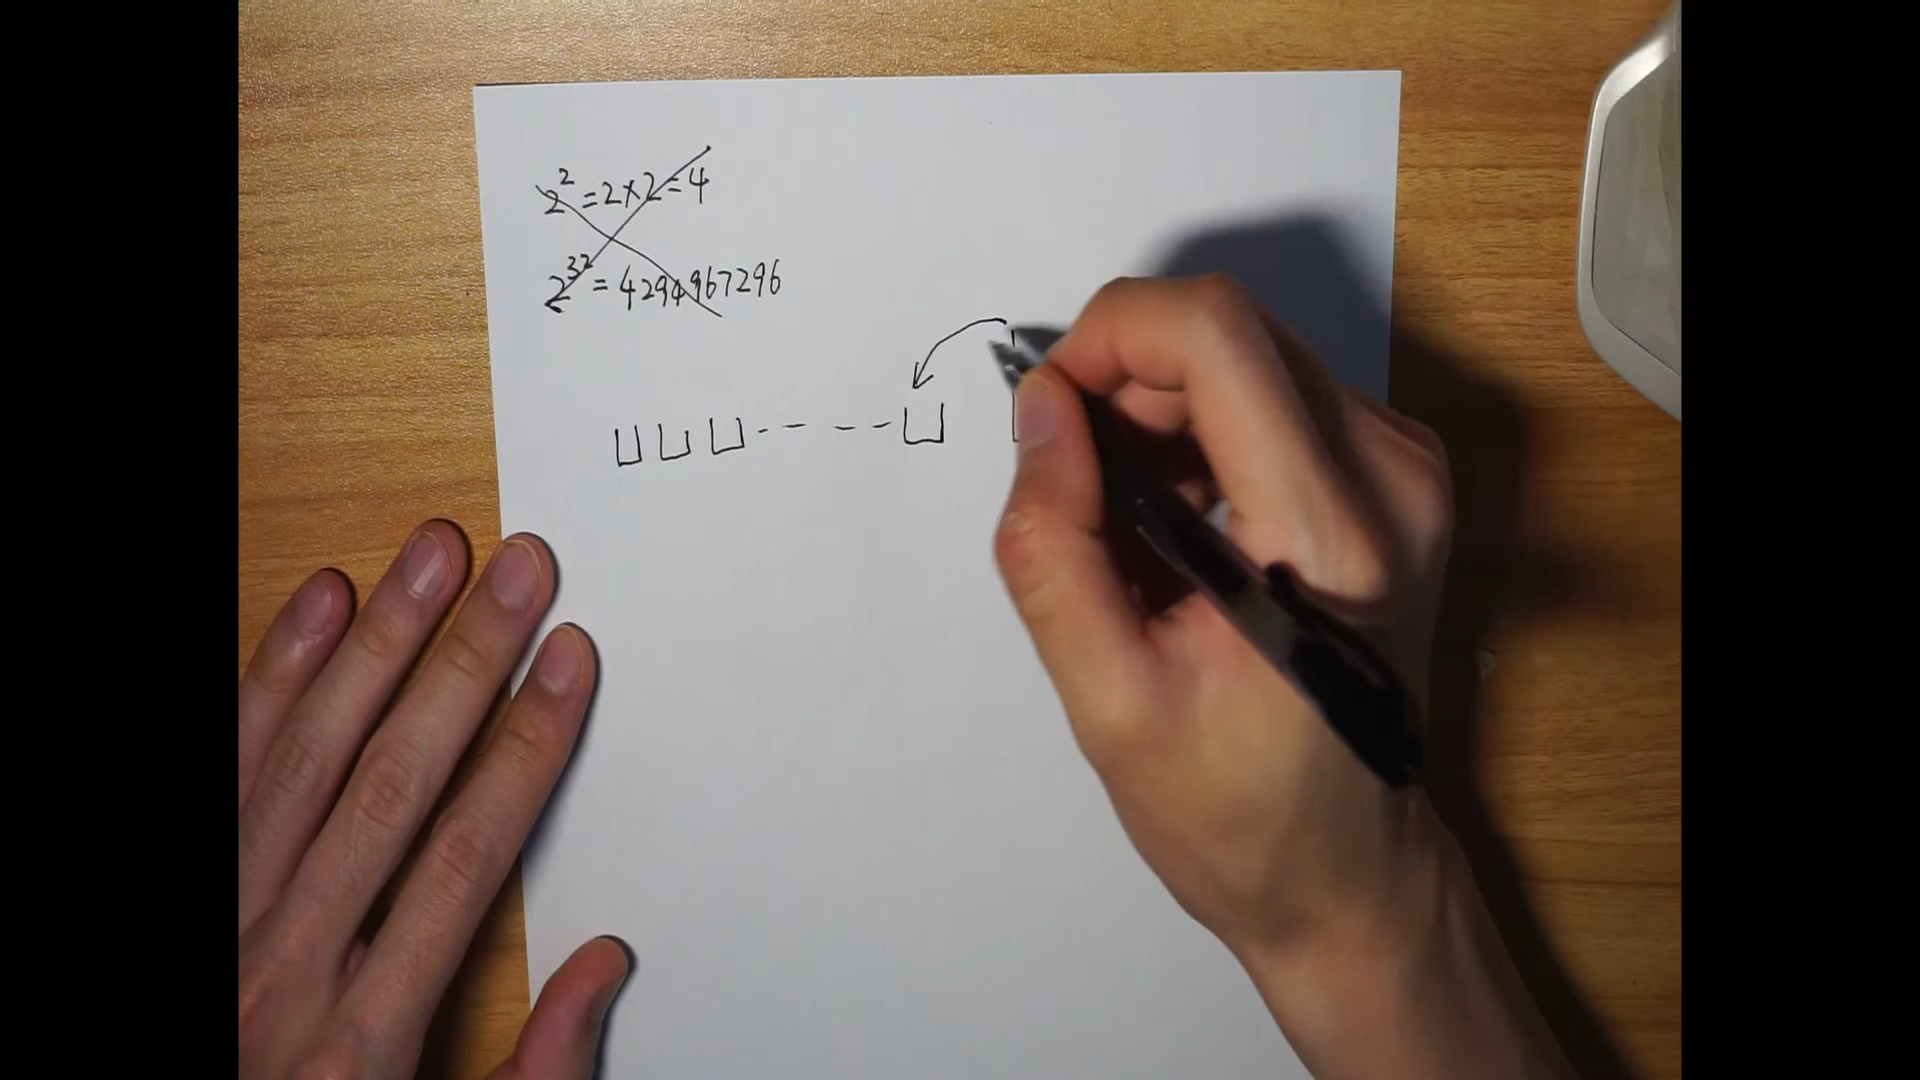 2² = 2×2 = 4
2³² = 4294967296